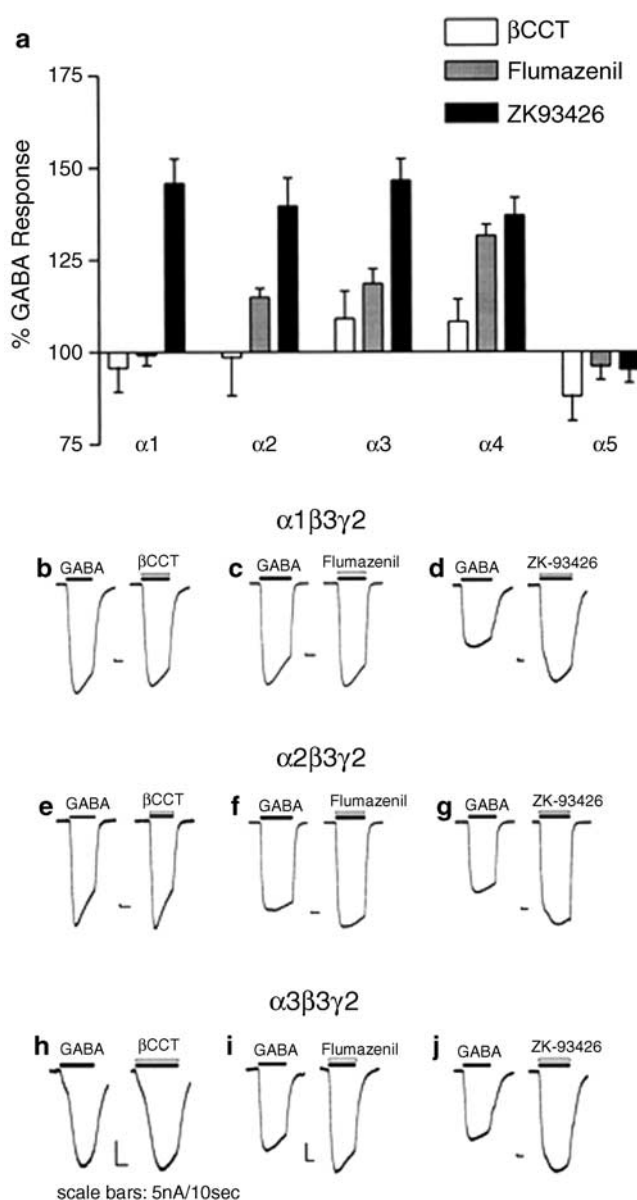 a
βCCT
Flumazenil
ZK93426
% GABA Response
175
150
125
100
75
α1 α2 α3 α4 α5
α1β3γ2
b GABA βCCT c GABA Flumazenil d GABA ZK-93426
α2β3γ2
e GABA βCCT f GABA Flumazenil g GABA ZK-93426
α3β3γ2
h GABA βCCT i GABA Flumazenil j GABA ZK-93426
scale bars: 5nA/10sec